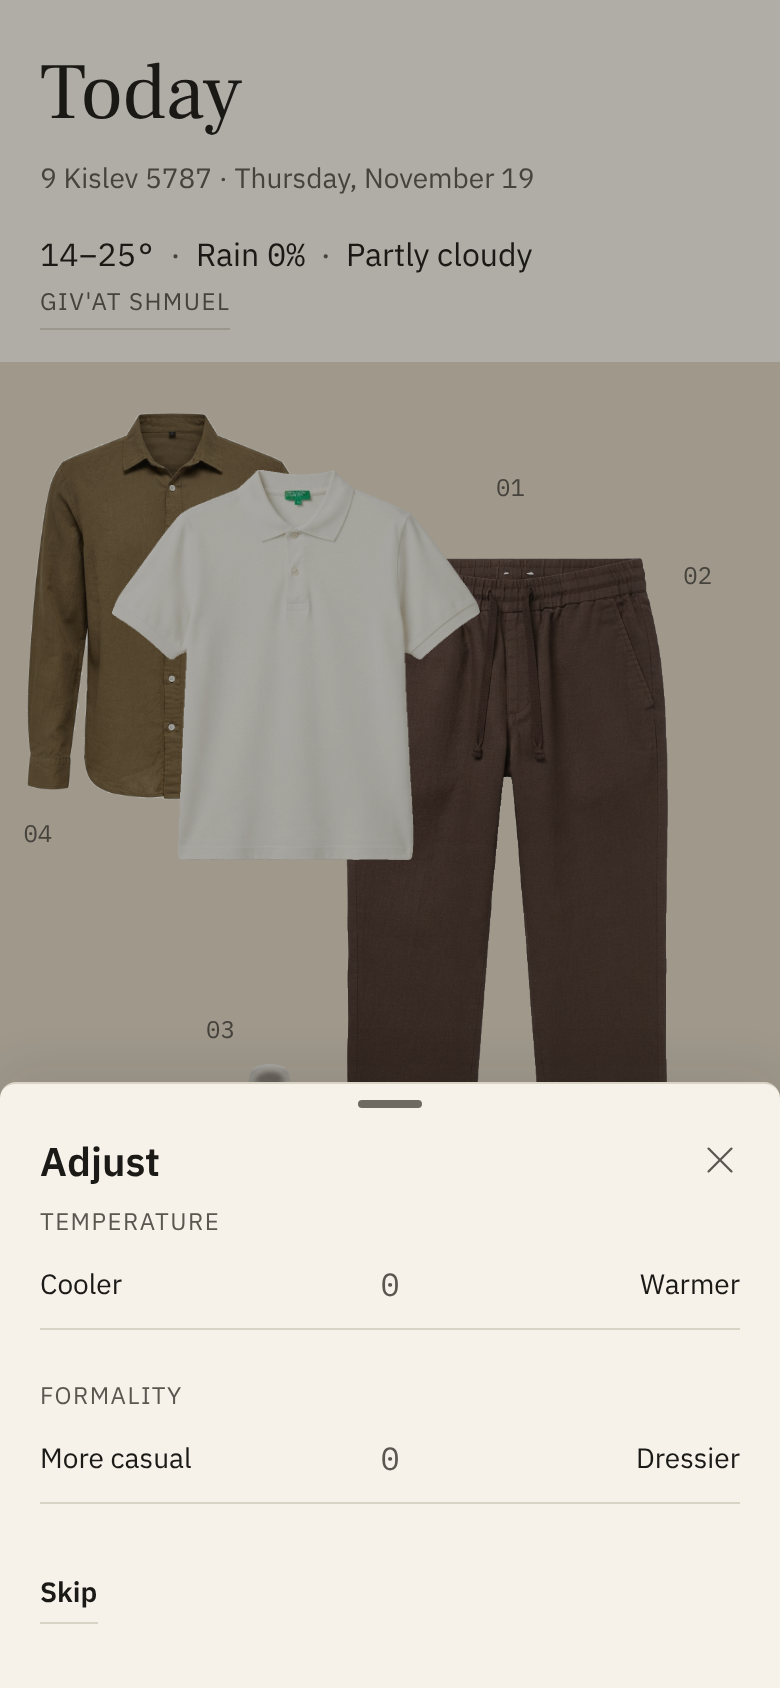 Today
9 Kislev 5787 · Thursday, November 19
14–25° · Rain 0% · Partly cloudy
GIV'AT SHMUEL
01
02
04
03
Adjust
TEMPERATURE
Cooler 0 Warmer
FORMALITY
More casual 0 Dressier
Skip